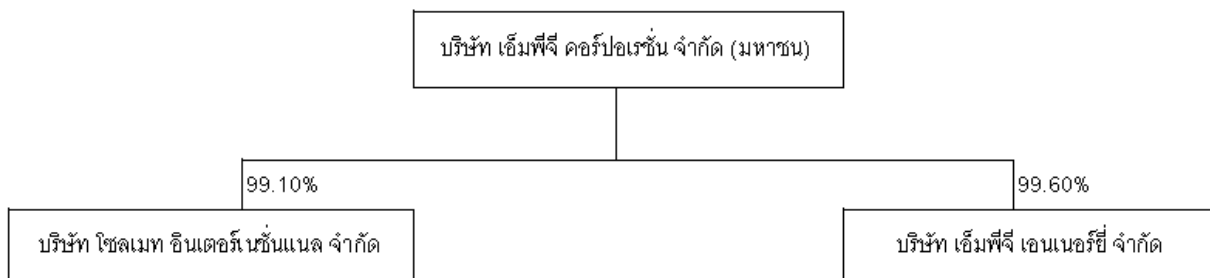 บริษัท เอ็มพีจี คอร์ปอเรชั่น จำกัด (มหาชน)
99.10%
99.60%
บริษัท โซลเมท อินเตอร์เนชั่นแนล จำกัด
บริษัท เอ็มพีจี เอนเนอร์ยี่ จำกัด